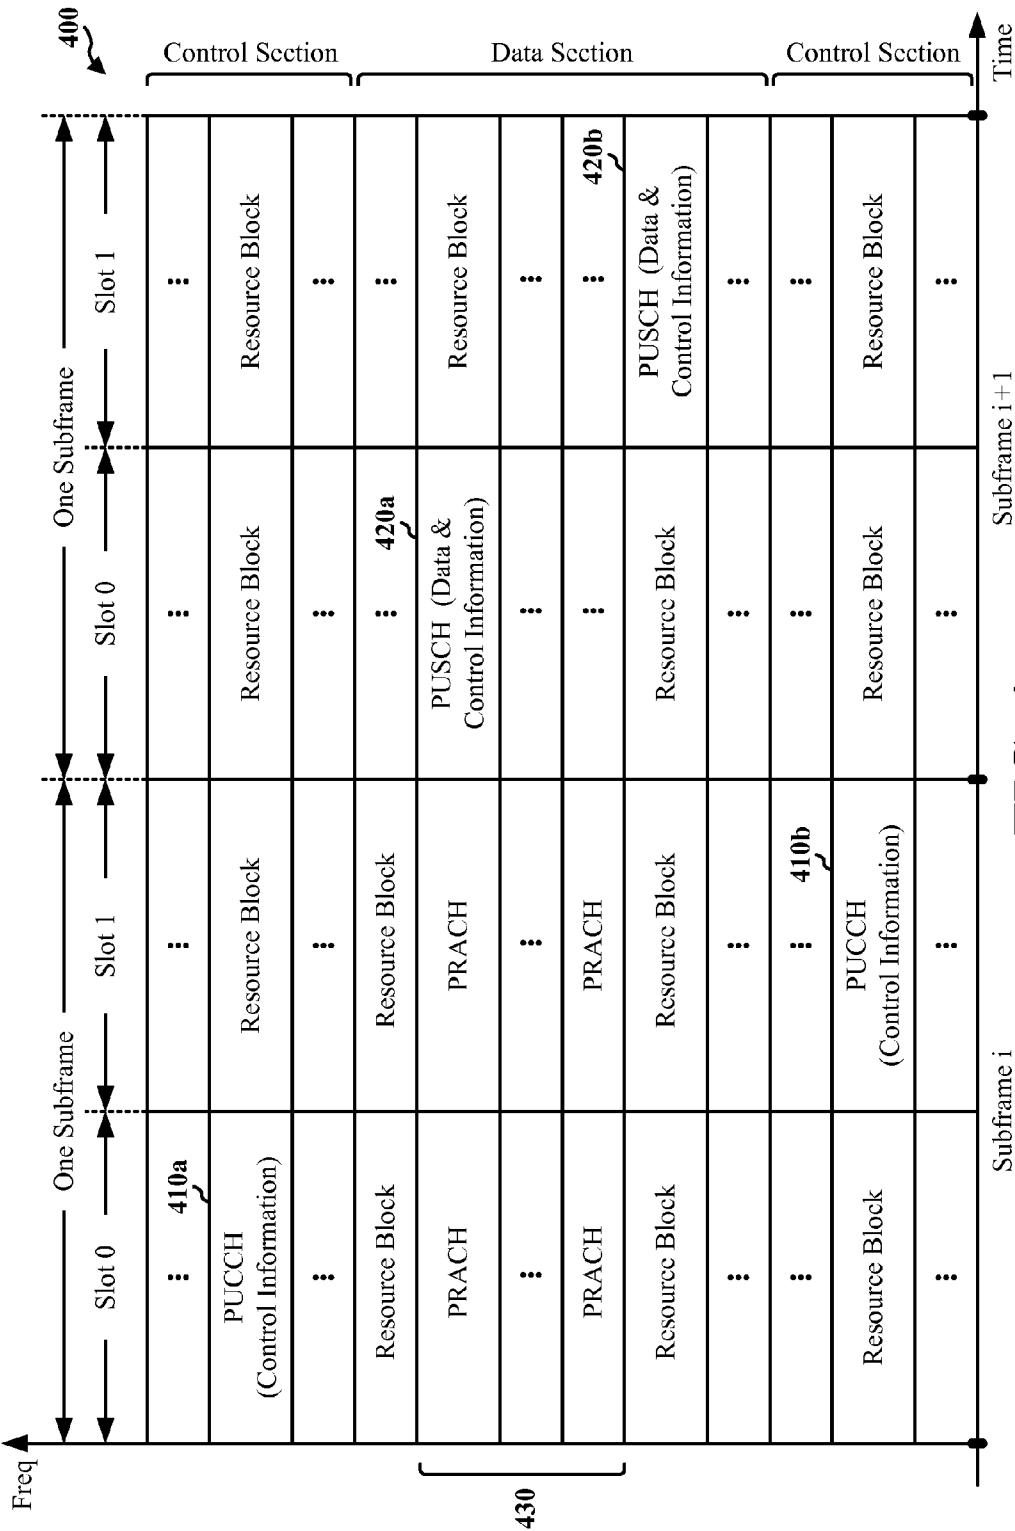 Freq
400
One Subframe
One Subframe
Slot 0
Slot 1
Slot 0
Slot 1
...
410a
...
...
...
PUCCH
(Control Information)
Resource Block
Resource Block
Resource Block
Control Section
...
...
...
...
Resource Block
Resource Block
...
420a
...
430
PRACH
PRACH
PUSCH (Data &
Control Information)
Resource Block
...
...
...
...
Data Section
PRACH
PRACH
...
...
420b
Resource Block
Resource Block
Resource Block
PUSCH (Data &
Control Information)
...
...
...
...
...
...
410b
...
...
Resource Block
PUCCH
(Control Information)
Resource Block
Resource Block
Control Section
...
...
...
...
Subframe i
Subframe i+1
Time